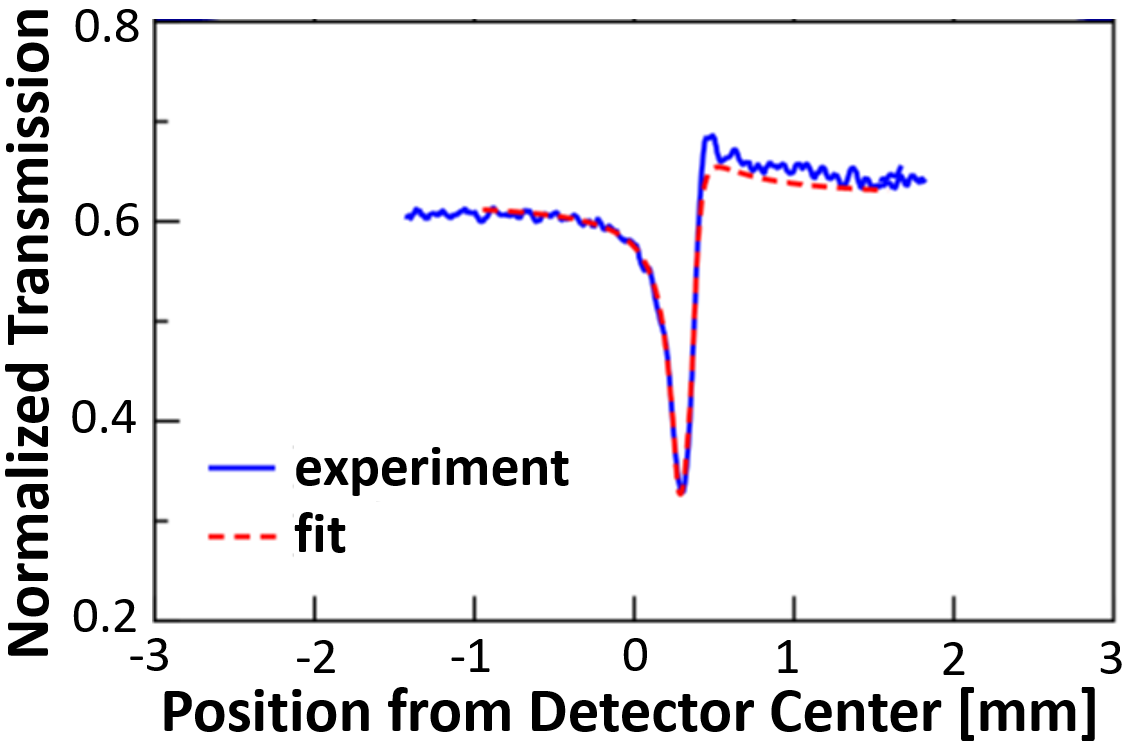 Normalized Transmission
0.8
0.6
0.4
0.2
experiment
fit
-3 -2 -1 0 1 2 3
Position from Detector Center [mm]